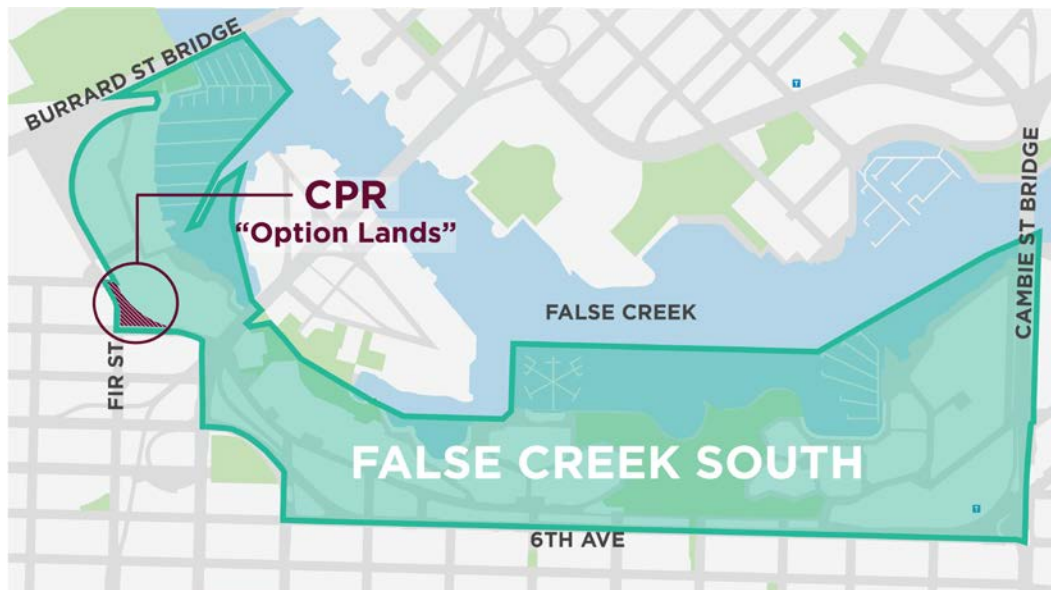 BURRARD ST BRIDGE
CPR
“Option Lands”
FALSE CREEK
CAMBIE ST BRIDGE
FIR ST
FALSE CREEK SOUTH
6TH AVE
T
T